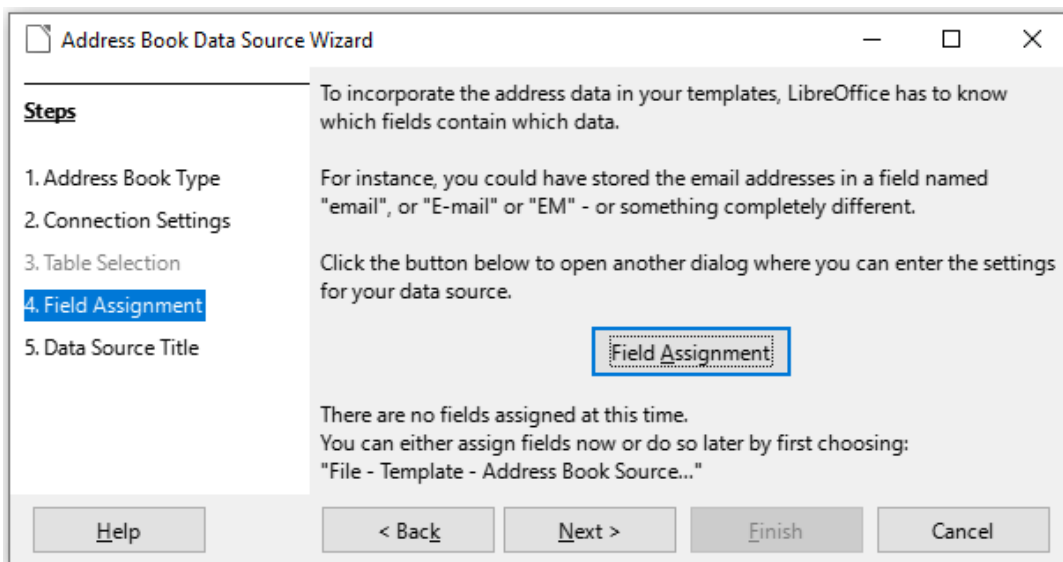 Address Book Data Source Wizard
Steps
1. Address Book Type
2. Connection Settings
3. Table Selection
4. Field Assignment
5. Data Source Title
To incorporate the address data in your templates, LibreOffice has to know
which fields contain which data.
For instance, you could have stored the email addresses in a field named
"email", or "E-mail" or "EM" - or something completely different.
Click the button below to open another dialog where you can enter the settings
for your data source.
Field Assignment
There are no fields assigned at this time.
You can either assign fields now or do so later by first choosing:
"File - Template - Address Book Source..."
Help
< Back
Next >
Finish
Cancel